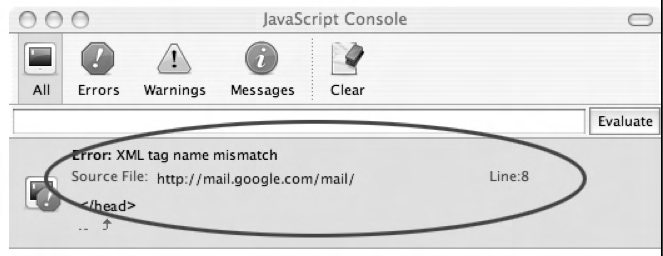 JavaScript Console
All Errors Warnings Messages Clear
Evaluate
Error: XML tag name mismatch
Source File: http://mail.google.com/mail/ Line:8
</head>